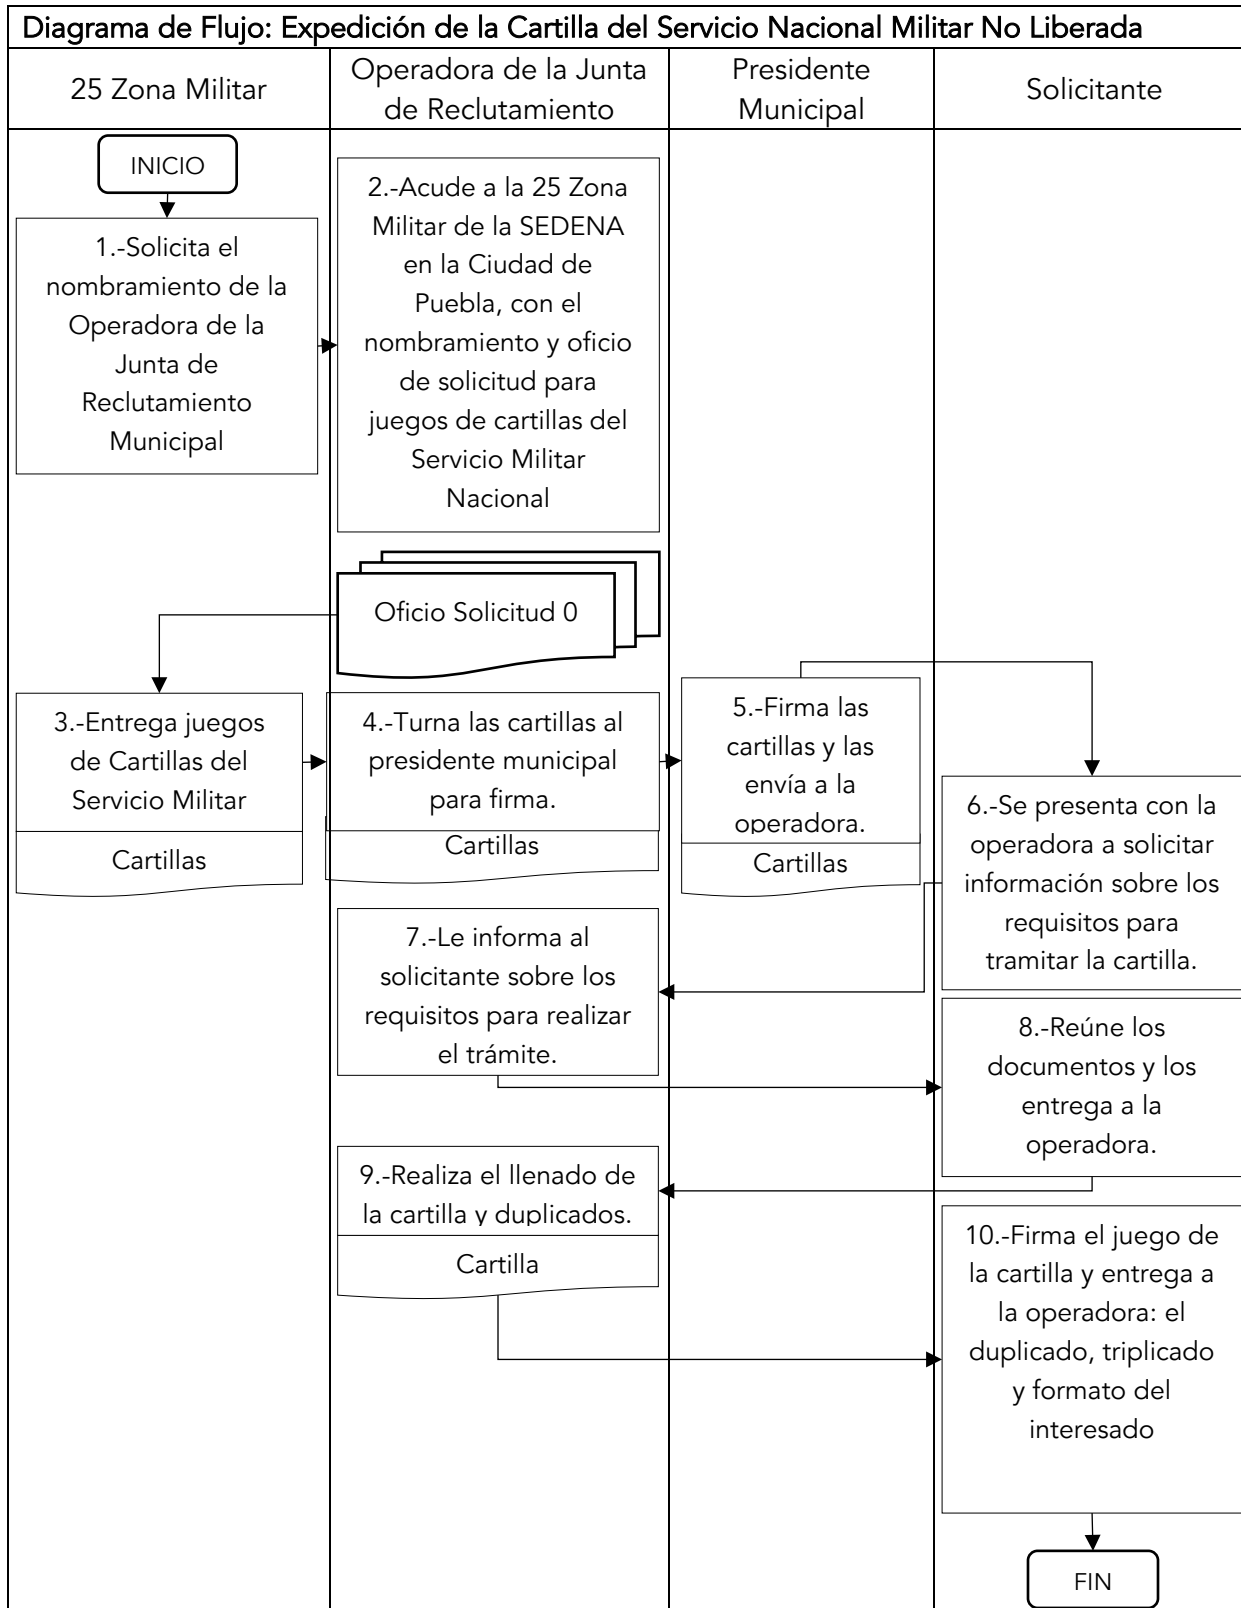 Diagrama de Flujo: Expedición de la Cartilla del Servicio Nacional Militar No Liberada
25 Zona Militar
Operadora de la Junta
de Reclutamiento
Presidente
Municipal
Solicitante
INICIO
1.-Solicita el
nombramiento de la
Operadora de la
Junta de
Reclutamiento
Municipal
2.-Acude a la 25 Zona
Militar de la SEDENA
en la Ciudad de
Puebla, con el
nombramiento y oficio
de solicitud para
juegos de cartillas del
Servicio Militar
Nacional
Oficio Solicitud 0
3.-Entrega juegos
de Cartillas del
Servicio Militar
Cartillas
4.-Turna las cartillas al
presidente municipal
para firma.
Cartillas
5.-Firma las
cartillas y las
envía a la
operadora.
Cartillas
6.-Se presenta con la
operadora a solicitar
información sobre los
requisitos para
tramitar la cartilla.
7.-Le informa al
solicitante sobre los
requisitos para realizar
el trámite.
8.-Reúne los
documentos y los
entrega a la
operadora.
9.-Realiza el llenado de
la cartilla y duplicados.
Cartilla
10.-Firma el juego de
la cartilla y entrega a
la operadora: el
duplicado, triplicado
y formato del
interesado
FIN